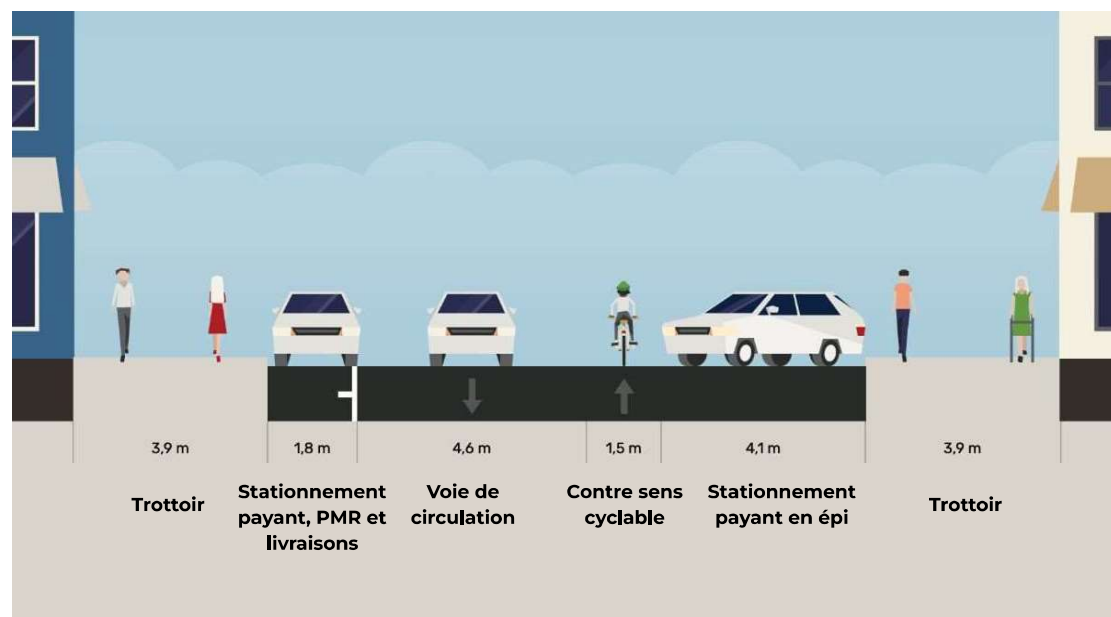 3,9 m 1,8 m 4,6 m 1,5 m 4,1 m 3,9 m
Trottoir
Stationnement
payant, PMR et
livraisons
Voie de
circulation
Contre sens
cyclable
Stationnement
payant en épi
Trottoir